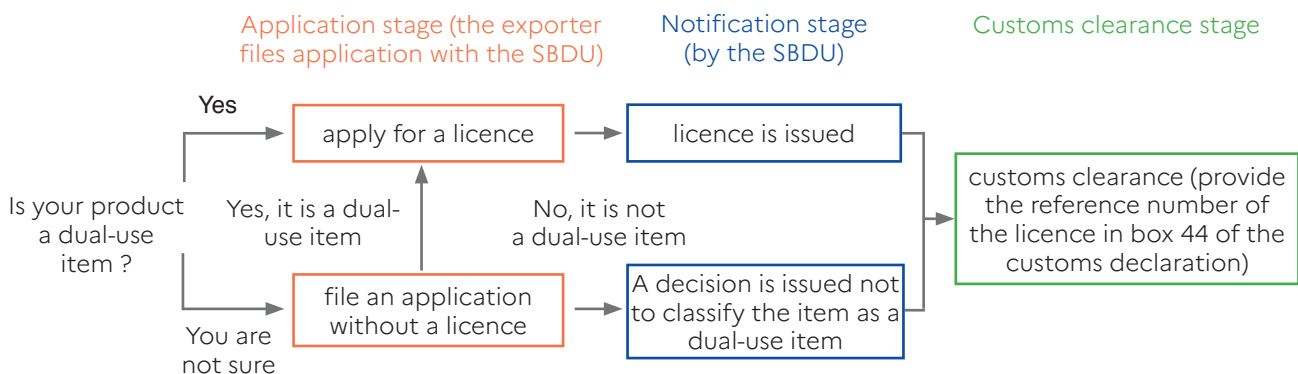 Application stage (the exporter
files application with the SBDU)
Notification stage
(by the SBDU)
Customs clearance stage
Yes
apply for a licence
licence is issued
Is your product
a dual-use
item ?
Yes, it is a dual-
use item
No, it is not
a dual-use item
customs clearance (provide
the reference number of
the licence in box 44 of the
customs declaration)
You are
not sure
file an application
without a licence
A decision is issued not
to classify the item as a
dual-use item